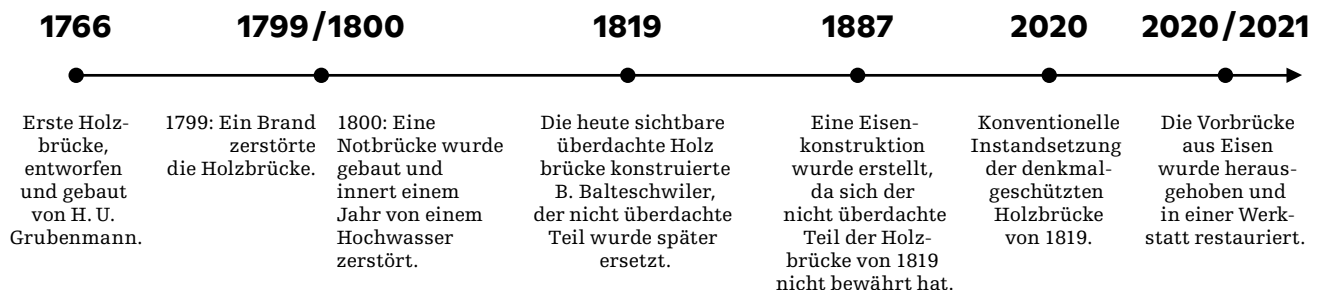 1766
1799/1800
1819
1887
2020
2020/2021
Erste Holz-
brücke,
entworfen
und gebaut
von H. U.
Grubenmann.
1799: Ein Brand
zerstörte
die Holzbrücke.
1800: Eine
Notbrücke wurde
gebaut und
innert einem
Jahr von einem
Hochwasser
zerstört.
Die heute sichtbare
überdachte Holz
brücke konstruierte
B. Balteschwiler,
der nicht überdachte
Teil wurde später
ersetzt.
Eine Eisen-
konstruktion
wurde erstellt,
da sich der
nicht überdachte
Teil der Holz-
brücke von 1819
nicht bewährt hat.
Konventionelle
Instandsetzung
der denkmal-
geschützten
Holzbrücke
von 1819.
Die Vorbrücke
aus Eisen
wurde heraus-
gehoben und
in einer Werk-
statt restauriert.